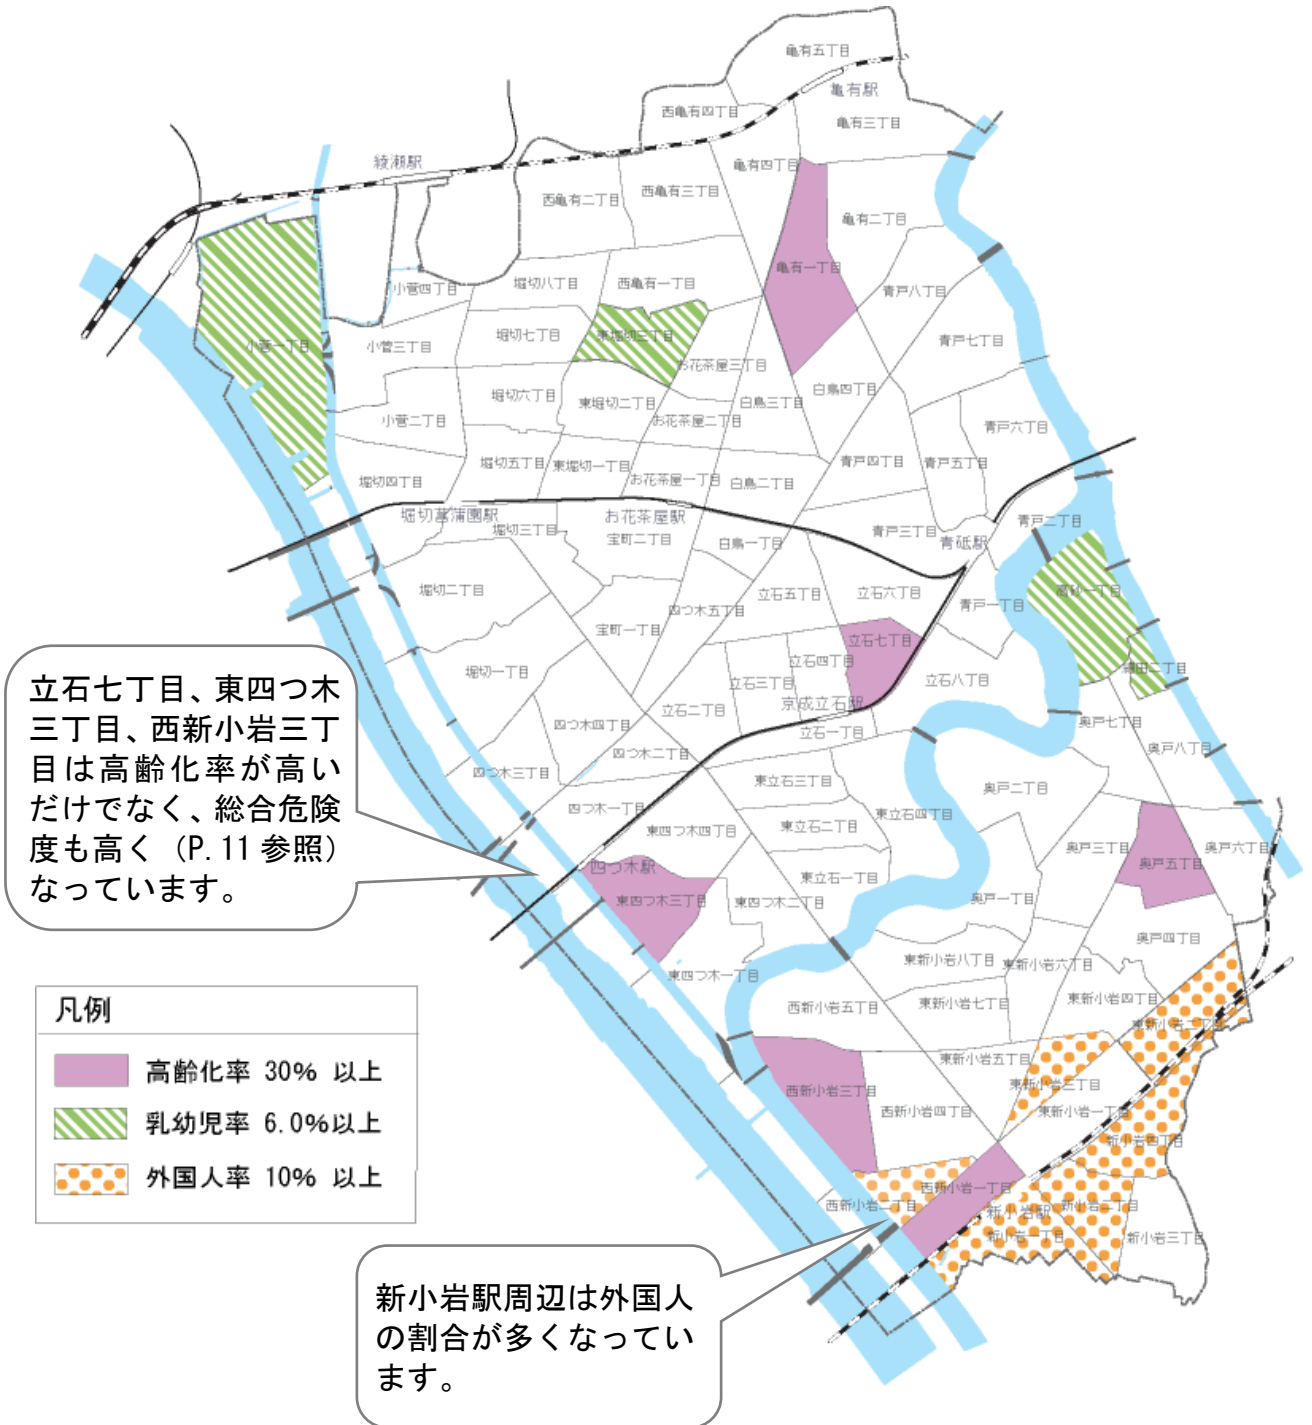 亀有五丁目
亀有駅
西亀有四丁目
亀有三丁目
綾瀬駅
亀有四丁目
西亀有二丁目
西亀有三丁目
亀有二丁目
亀有一丁目
小菅四丁目
堀切八丁目
西亀有一丁目
青戸八丁目
小菅一丁目
小菅三丁目
堀切七丁目
東堀切三丁目
青戸七丁目
お花茶屋三丁目
堀切六丁目
東堀切二丁目
白鳥三丁目
白鳥四丁目
小菅二丁目
お花茶屋二丁目
青戸六丁目
堀切四丁目
堀切五丁目
東堀切一丁目
お花茶屋一丁目
白鳥二丁目
青戸四丁目
青戸五丁目
堀切菖蒲園駅
堀切三丁目
お花茶屋駅
宝町二丁目
白鳥一丁目
青戸三丁目
青砥駅
青戸二丁目
堀切二丁目
立石五丁目
立石六丁目
青戸一丁目
高砂一丁目
四つ木五丁目
宝町一丁目
立石七丁目
堀切一丁目
立石四丁目
立石三丁目
立石八丁目
細田二丁目
京成立石駅
立石二丁目
四つ木四丁目
立石一丁目
奥戸七丁目
奥戸八丁目
四つ木二丁目
四つ木三丁目
東立石三丁目
奥戸二丁目
四つ木一丁目
東四つ木四丁目
東立石二丁目
東立石四丁目
奥戸三丁目
奥戸五丁目
奥戸六丁目
四つ木駅
東立石一丁目
東四つ木三丁目
東四つ木二丁目
奥戸一丁目
奥戸四丁目
東四つ木一丁目
東新小岩八丁目
東新小岩六丁目
西新小岩五丁目
東新小岩七丁目
東新小岩四丁目
東新小岩二丁目
東新小岩五丁目
東新小岩三丁目
西新小岩三丁目
西新小岩四丁目
東新小岩一丁目
新小岩四丁目
西新小岩一丁目
西新小岩二丁目
新小岩駅
新小岩二丁目
新小岩一丁目
新小岩三丁目
立石七丁目、東四つ木
三丁目、西新小岩三丁
目は高齢化率が高い
だけでなく、総合危険
度も高く（P.11 参照）
なっています。
凡例
高齢化率 30% 以上
乳幼児率 6.0%以上
外国人率 10% 以上
新小岩駅周辺は外国人
の割合が多くなってい
ます。